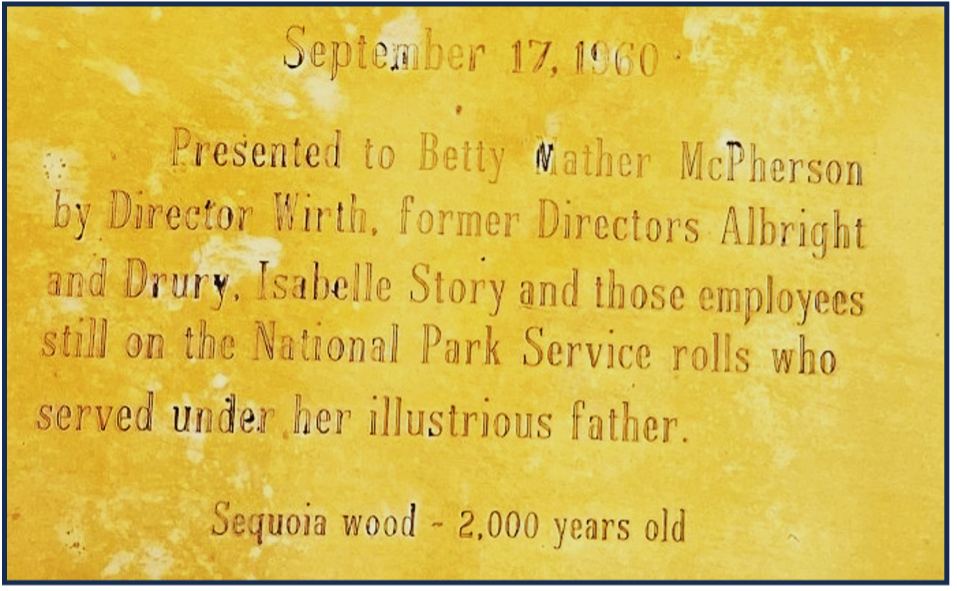 September 17, 1960
Presented to Betty Mather McPherson
by Director Wirth, former Directors Albright
and Drury, Isabelle Story and those employees
still on the National Park Service rolls who
served under her illustrious father.
Sequoia wood - 2,000 years old